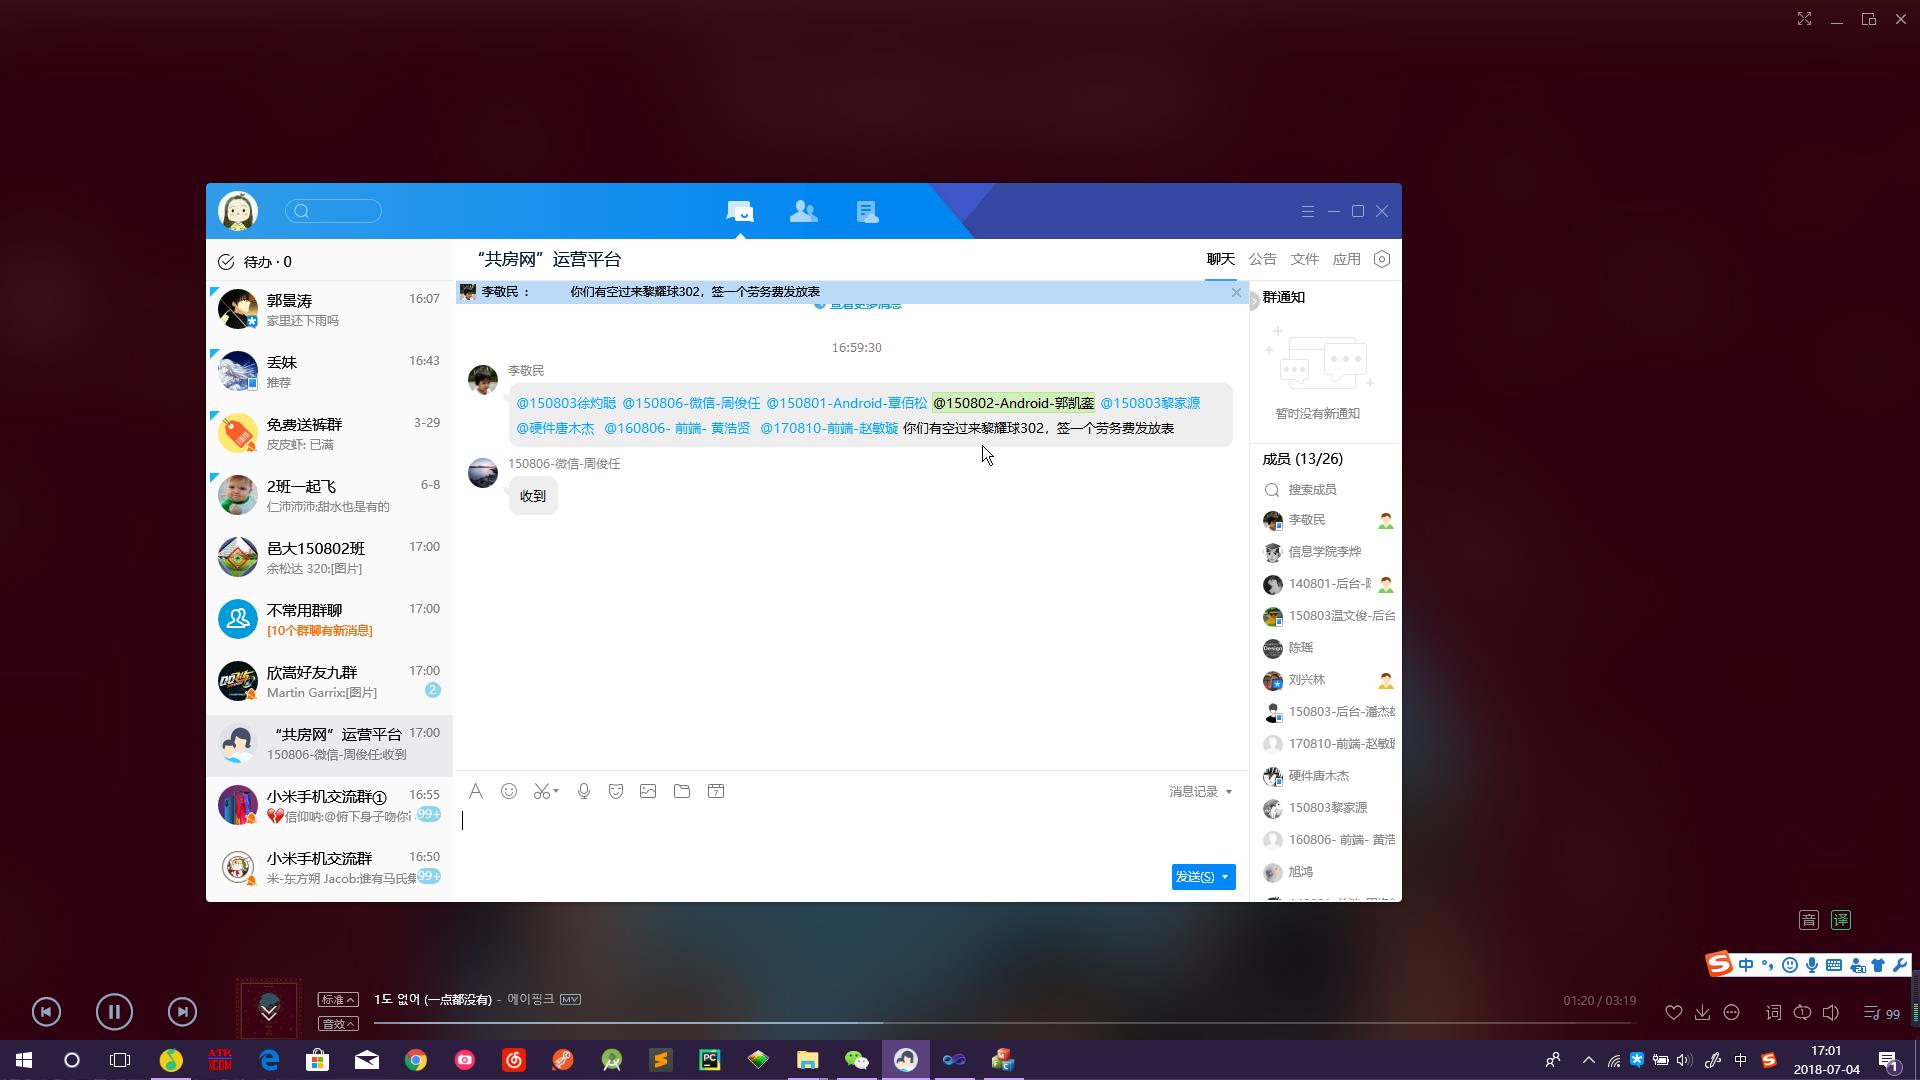 待办 · 0
郭景涛 16:07
家里还下雨吗
丢妹 16:43
推荐
免费送裤群 3-29
皮皮虾: 已满
2班一起飞 6-8
仁沛沛沛:甜水也是有的
邑大150802班 17:00
余松达 320:[图片]
不常用群聊 17:00
[10个群聊有新消息]
欣嵩好友九群 17:00
Martin Garrix:[图片] 2
“共房网”运营平台 17:00
150806-微信-周俊任:收到
小米手机交流群① 16:55
💔信仰呐:@俯下身子吻你i 99+
小米手机交流群 16:50
米-东方朔 Jacob:谁有马氏集 99+
“共房网”运营平台
聊天 公告 文件 应用
李敬民 : 你们有空过来黎耀球302，签一个劳务费发放表
查看更多消息
16:59:30
李敬民
@150803徐灼聪 @150806-微信-周俊任 @150801-Android-覃佰松 @150802-Android-郭凯銮 @150803黎家源
@硬件唐木杰 @160806- 前端- 黄浩贤 @170810-前端-赵敏璇 你们有空过来黎耀球302，签一个劳务费发放表
150806-微信-周俊任
收到
消息记录
发送(S)
群通知
暂时没有新通知
成员 (13/26)
搜索成员
李敬民
信息学院李烨
140801-后台-
150803温文俊-后台
陈瑶
刘兴林
150803-后台-潘杰
170810-前端-赵敏
硬件唐木杰
150803黎家源
160806- 前端- 黄浩
旭鸿
音 译
中
标准
音效
1도 없어 (一点都没有) - 에이핑크 MV
01:20 / 03:19
词
99
ATK
XCOM
PC
中
17:01
2018-07-04
1